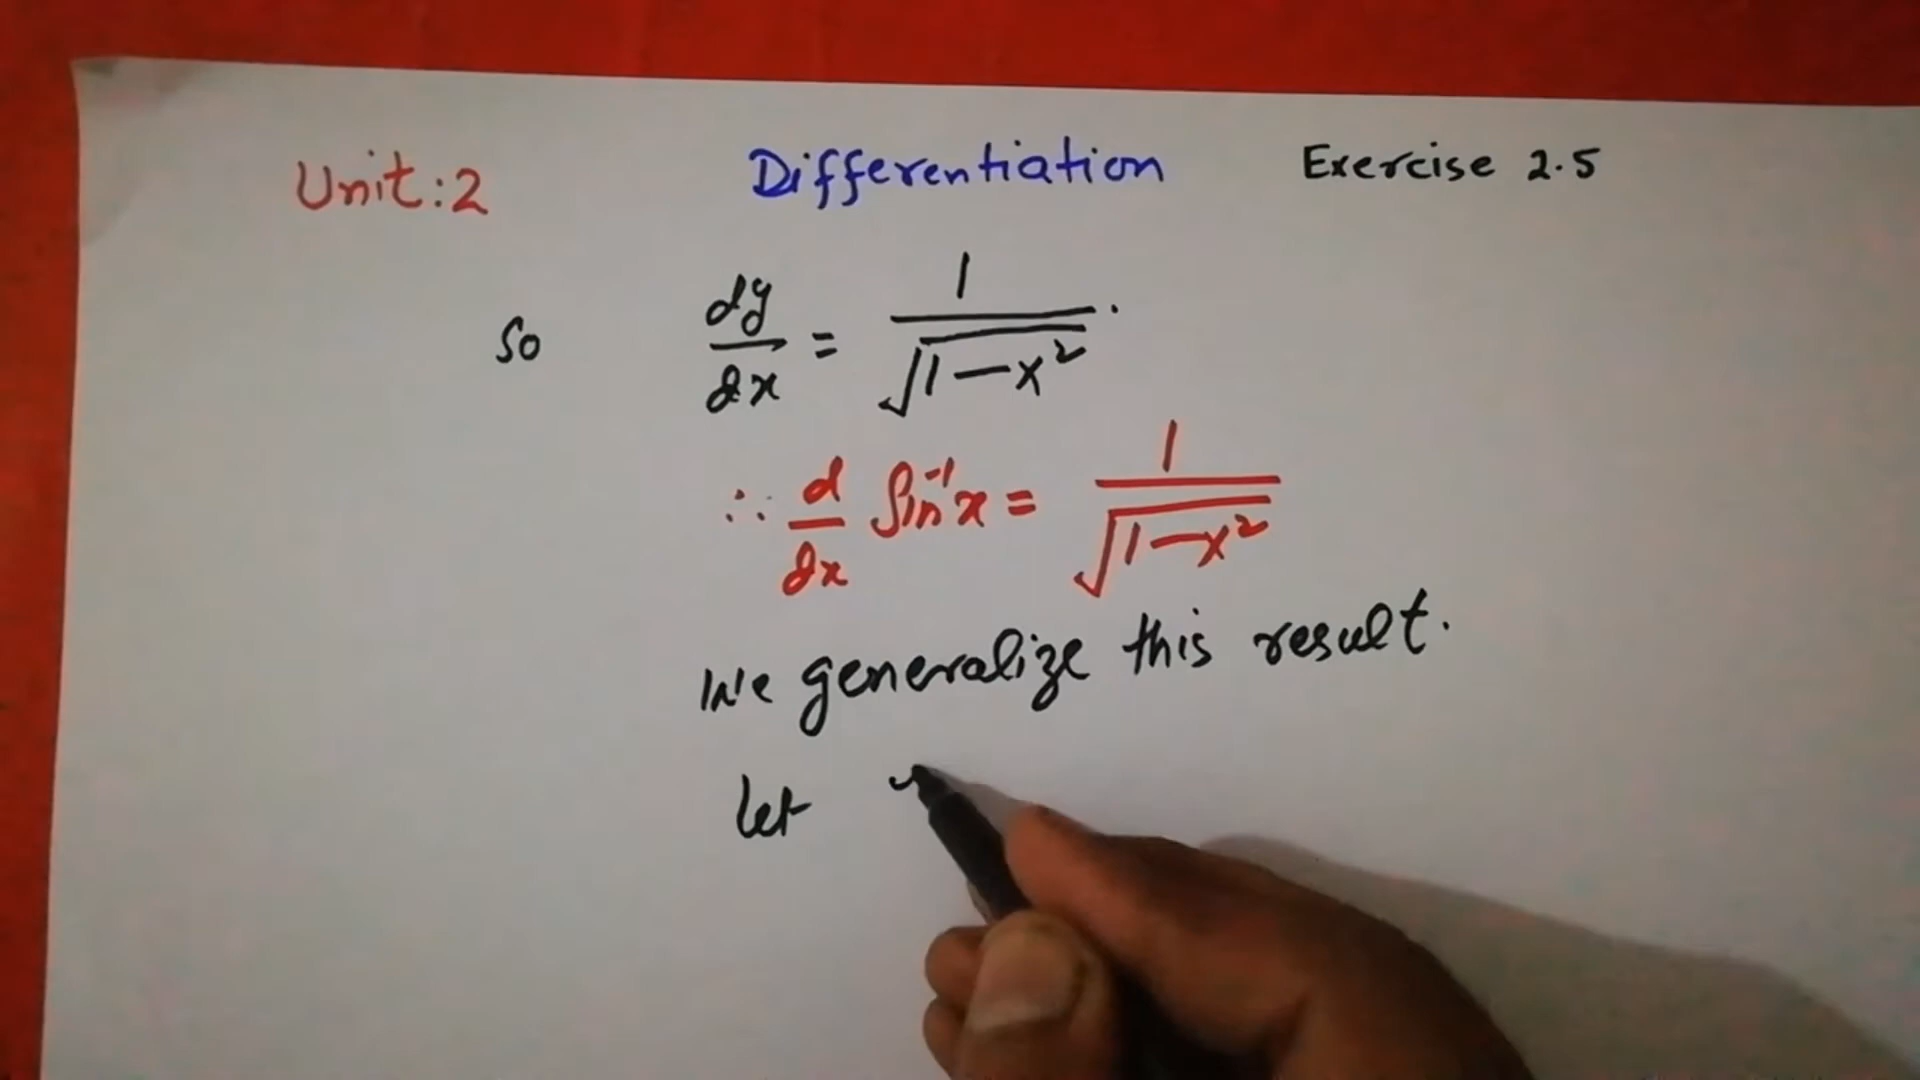 Unit:2 Differentiation Exercise 2.5
So dy/dx = 1/√(1-x²).
∴ d/dx Sin⁻¹x = 1/√(1-x²)
We generalize this result.
let